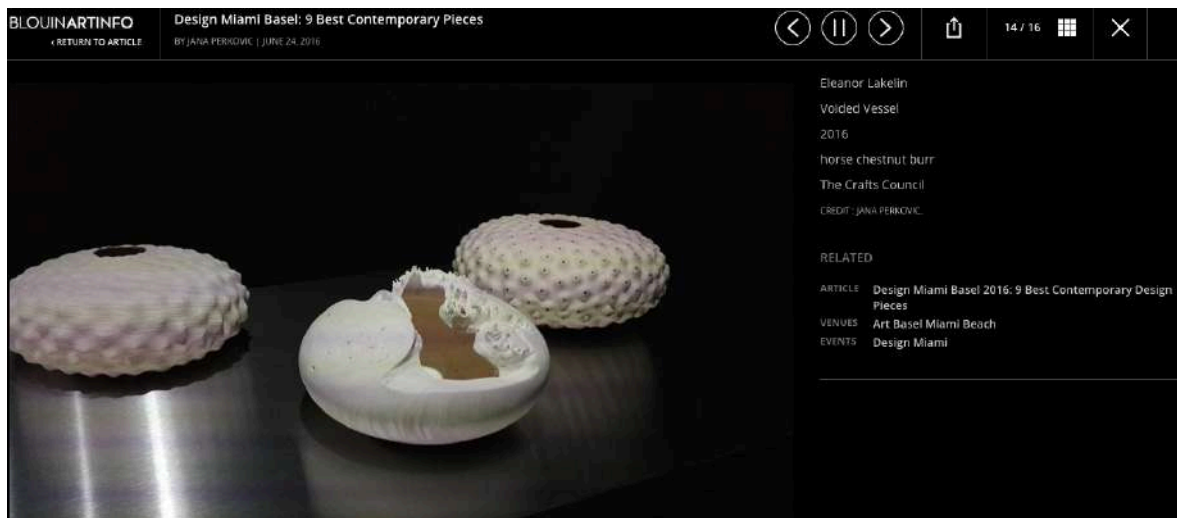 BLOUINARTINFO
‹ RETURN TO ARTICLE
Design Miami Basel: 9 Best Contemporary Pieces
BY JANA PERKOVIC | JUNE 24, 2016
14 / 16
Eleanor Lakelin
Voided Vessel
2016
horse chestnut burr
The Crafts Council
CREDIT : JANA PERKOVIC.
RELATED
ARTICLE Design Miami Basel 2016: 9 Best Contemporary Design
Pieces
VENUES Art Basel Miami Beach
EVENTS Design Miami